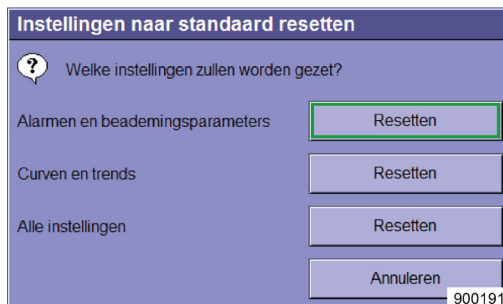 Instellingen naar standaard resetten
? Welke instellingen zullen worden gezet?
Alarmen en beademingsparameters Resetten
Curven en trends Resetten
Alle instellingen Resetten
Annuleren
900191